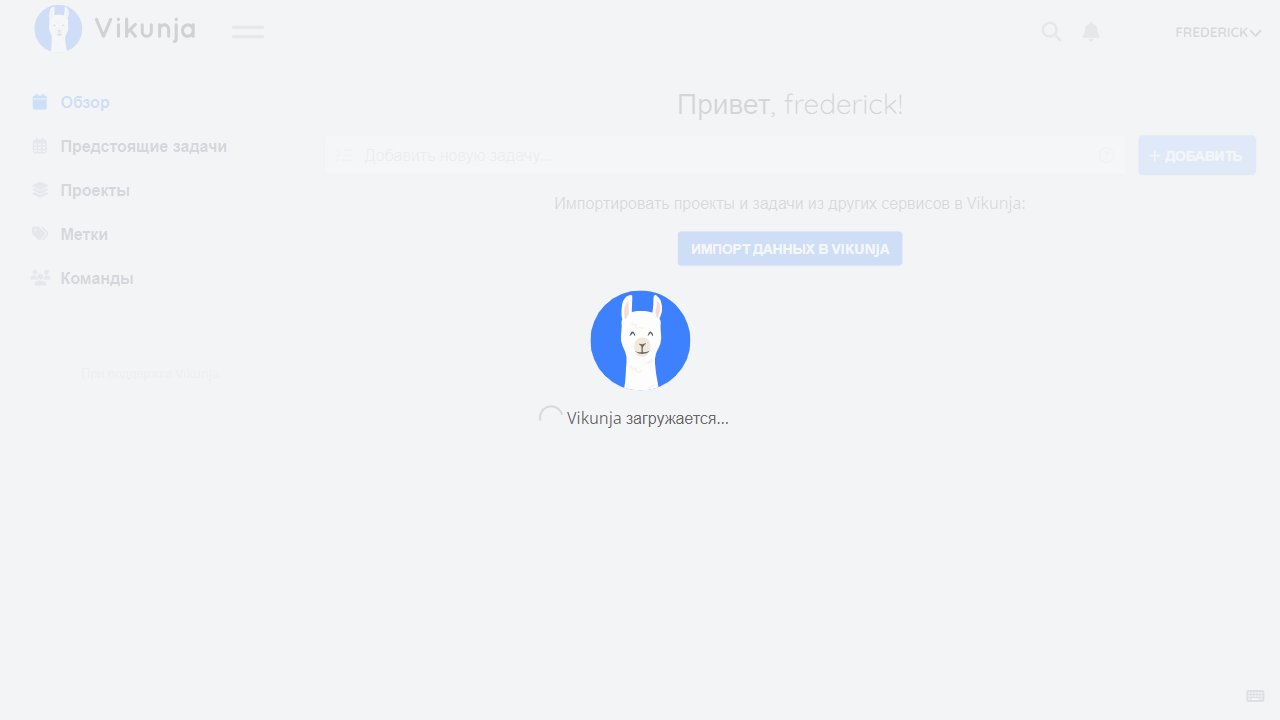 Vikunja
FREDERICK
Обзор
Предстоящие задачи
Проекты
Метки
Команды
При поддержке Vikunja
Привет, frederick!
Добавить новую задачу...
+ ДОБАВИТЬ
Импортировать проекты и задачи из других сервисов в Vikunja:
ИМПОРТ ДАННЫХ В VIKUNJA
Vikunja загружается...